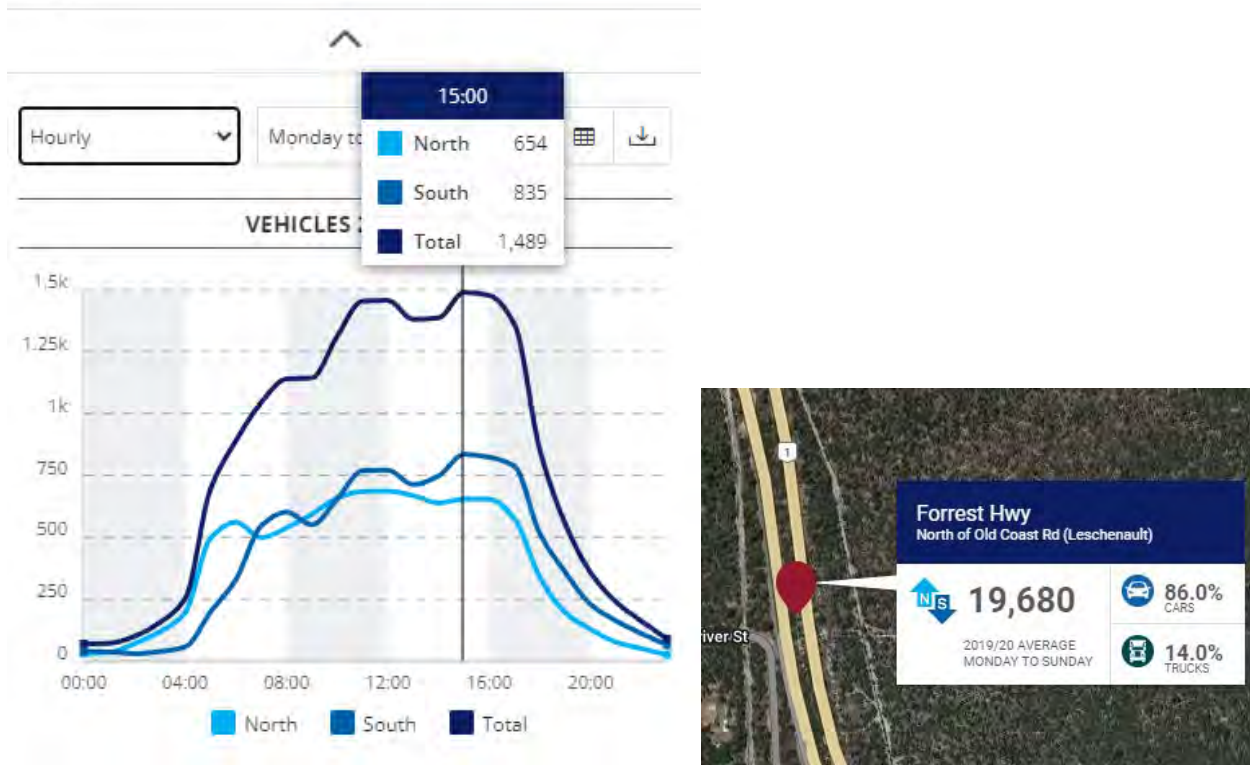 15:00
Hourly
Monday to
North 654
South 835
Total 1,489
VEHICLES
1.5k
1.25k
1k
750
500
250
0
00:00 04:00 08:00 12:00 16:00 20:00
North South Total
1
Forrest Hwy
North of Old Coast Rd (Leschenault)
N S 19,680
2019/20 AVERAGE
MONDAY TO SUNDAY
86.0%
CARS
14.0%
TRUCKS
iver St